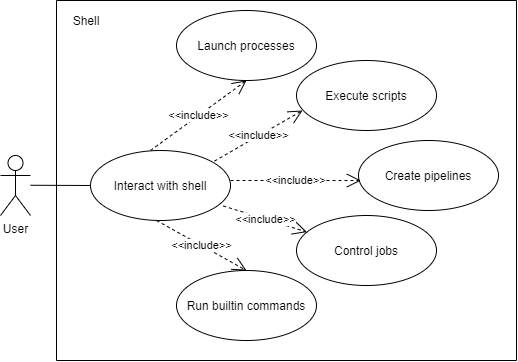 Shell
Launch processes
Execute scripts
<<include>>
<<include>>
Interact with shell
<<include>>
Create pipelines
User
<<include>>
Control jobs
<<include>>
Run builtin commands